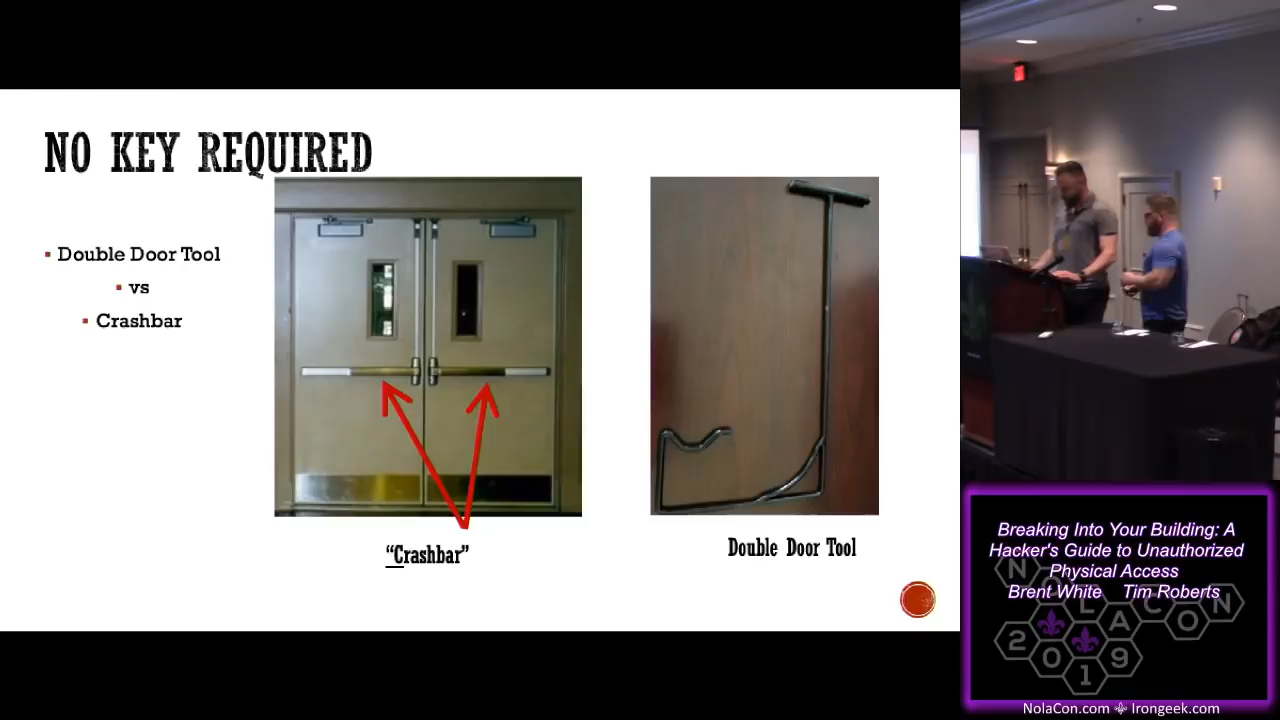 NO KEY REQUIRED
Double Door Tool
vs
Crashbar
"Crashbar"
Double Door Tool
Breaking Into Your Building: A
Hacker's Guide to Unauthorized
Physical Access
Brent White Tim Roberts
NOLACON
2019
NolaCon.com Irongeek.com